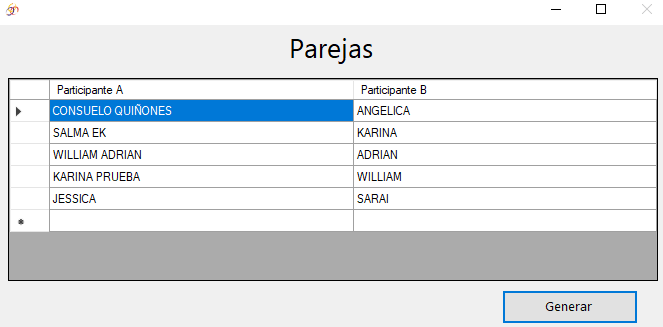 Parejas
Participante A Participante B
CONSUELO QUIÑONES ANGELICA
SALMA EK KARINA
WILLIAM ADRIAN ADRIAN
KARINA PRUEBA WILLIAM
JESSICA SARAI
Generar